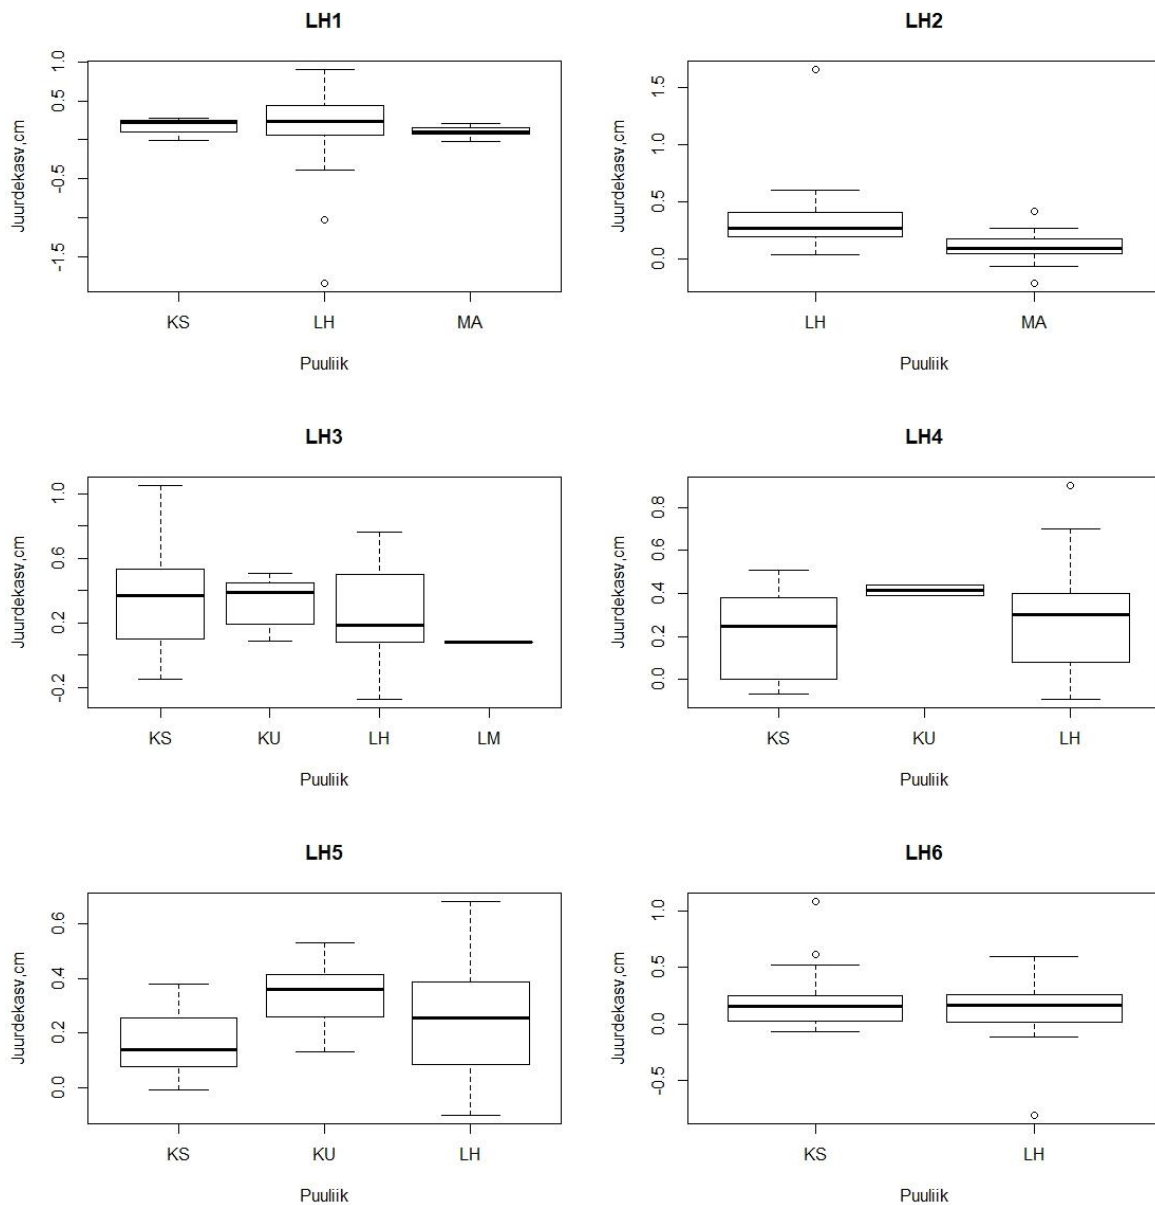 LH1
Juurdekasv,cm
1.0
0.5
-0.5
-1.5
KS LH MA
Puuliik
LH2
Juurdekasv,cm
1.5
1.0
0.5
0.0
LH MA
Puuliik
LH3
Juurdekasv,cm
1.0
0.6
0.2
-0.2
KS KU LH LM
Puuliik
LH4
Juurdekasv,cm
0.8
0.6
0.4
0.2
0.0
KS KU LH
Puuliik
LH5
Juurdekasv,cm
0.6
0.4
0.2
0.0
KS KU LH
Puuliik
LH6
Juurdekasv,cm
1.0
0.5
0.0
-0.5
KS LH
Puuliik